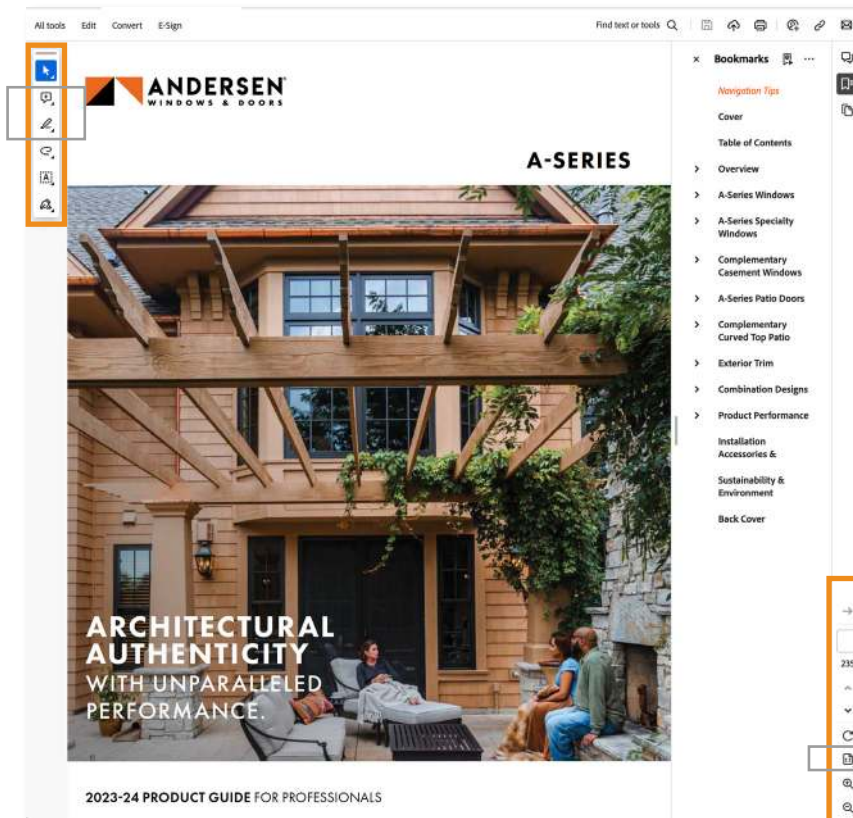 All tools Edit Convert E-Sign Find text or tools
ANDERSEN
WINDOWS & DOORS
A-SERIES
ARCHITECTURAL
AUTHENTICITY
WITH UNPARALLELED
PERFORMANCE.
2023-24 PRODUCT GUIDE FOR PROFESSIONALS
Bookmarks
Navigation Tips
Cover
Table of Contents
Overview
A-Series Windows
A-Series Specialty
Windows
Complementary
Casement Windows
A-Series Patio Doors
Complementary
Curved Top Patio
Exterior Trim
Combination Designs
Product Performance
Installation
Accessories &
Sustainability &
Environment
Back Cover
235